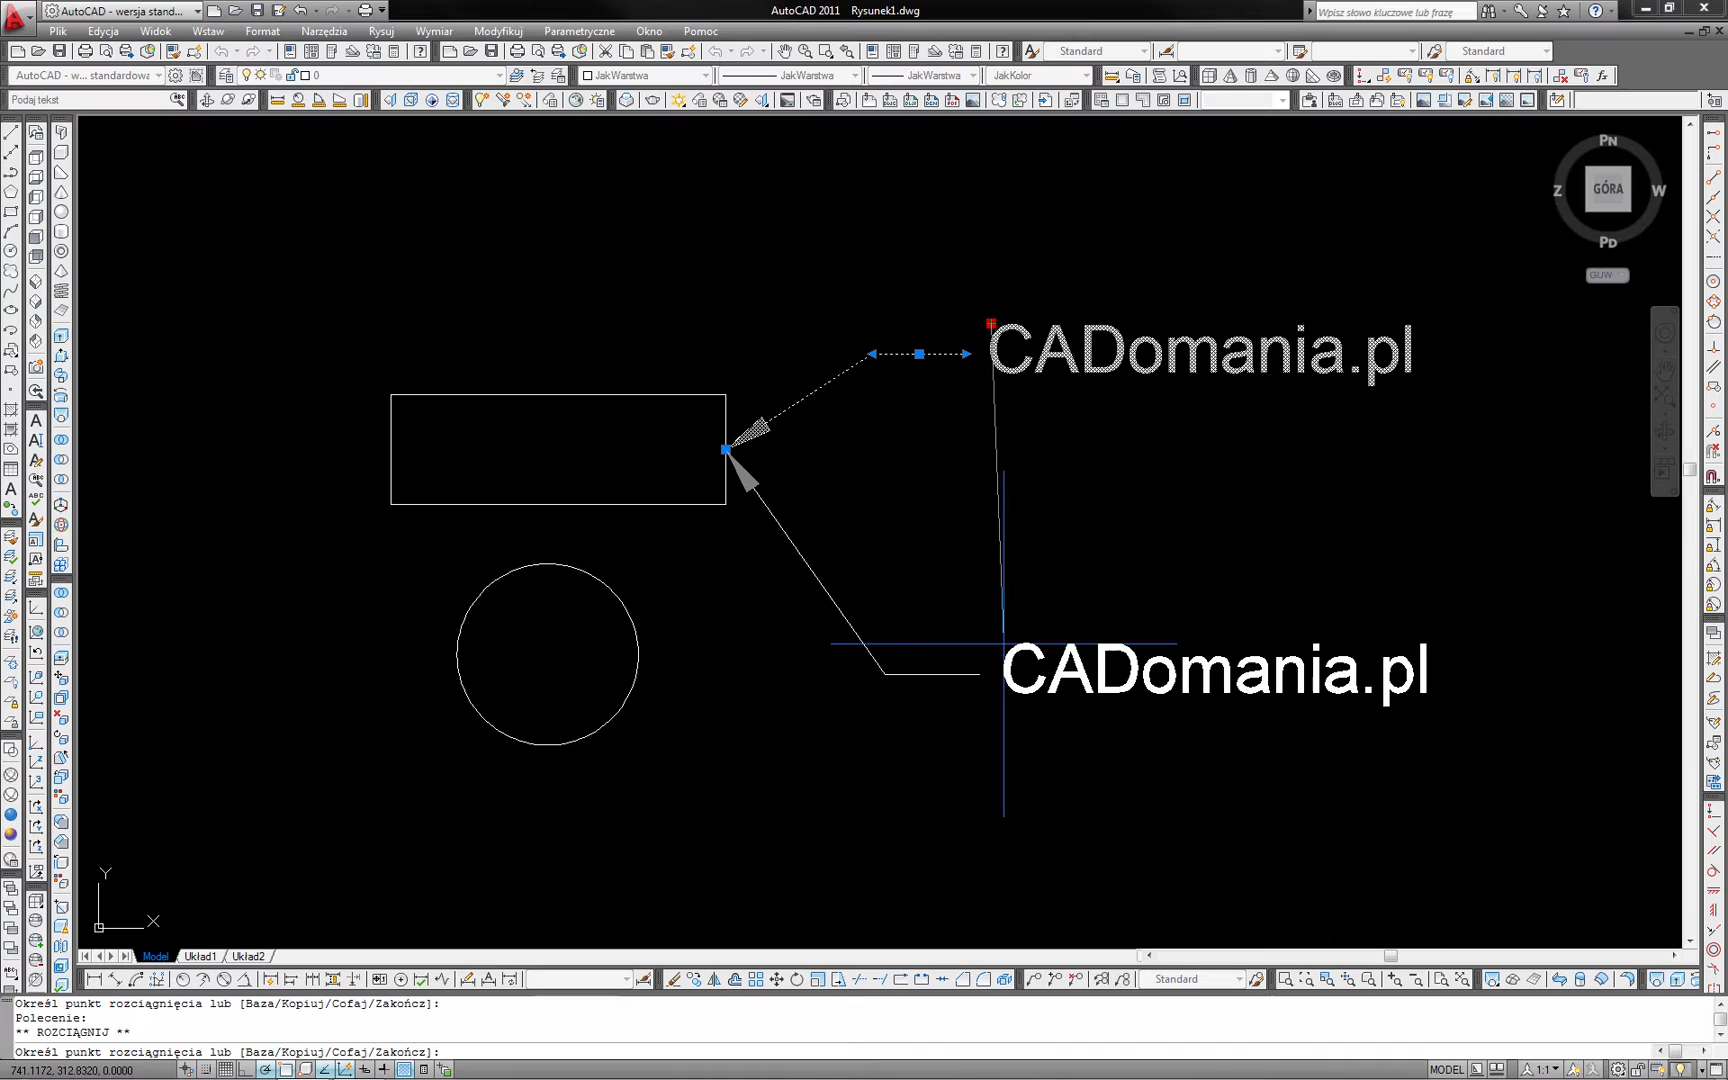 AutoCAD - wersja stand...
AutoCAD 2011 Rysunek1.dwg
Wpisz słowo kluczowe lub frazę
Plik Edycja Widok Wstaw Format Narzędzia Rysuj Wymiar Modyfikuj Parametryczne Okno Pomoc
Standard Standard
AutoCAD - w... standardowa
0
JakWarstwa JakWarstwa JakWarstwa JakKolor
Podaj tekst
PN
Z GÓRA W
PD
GUW
CADomania.pl
CADomania.pl
Y
X
Model Układ1 Układ2
Standard
Określ punkt rozciągnięcia lub [Baza/Kopiuj/Cofaj/Zakończ]:
Polecenie:
** ROZCIĄGNIJ **
Określ punkt rozciągnięcia lub [Baza/Kopiuj/Cofaj/Zakończ]:
741.1172, 312.8320, 0.0000
MODEL 1:1